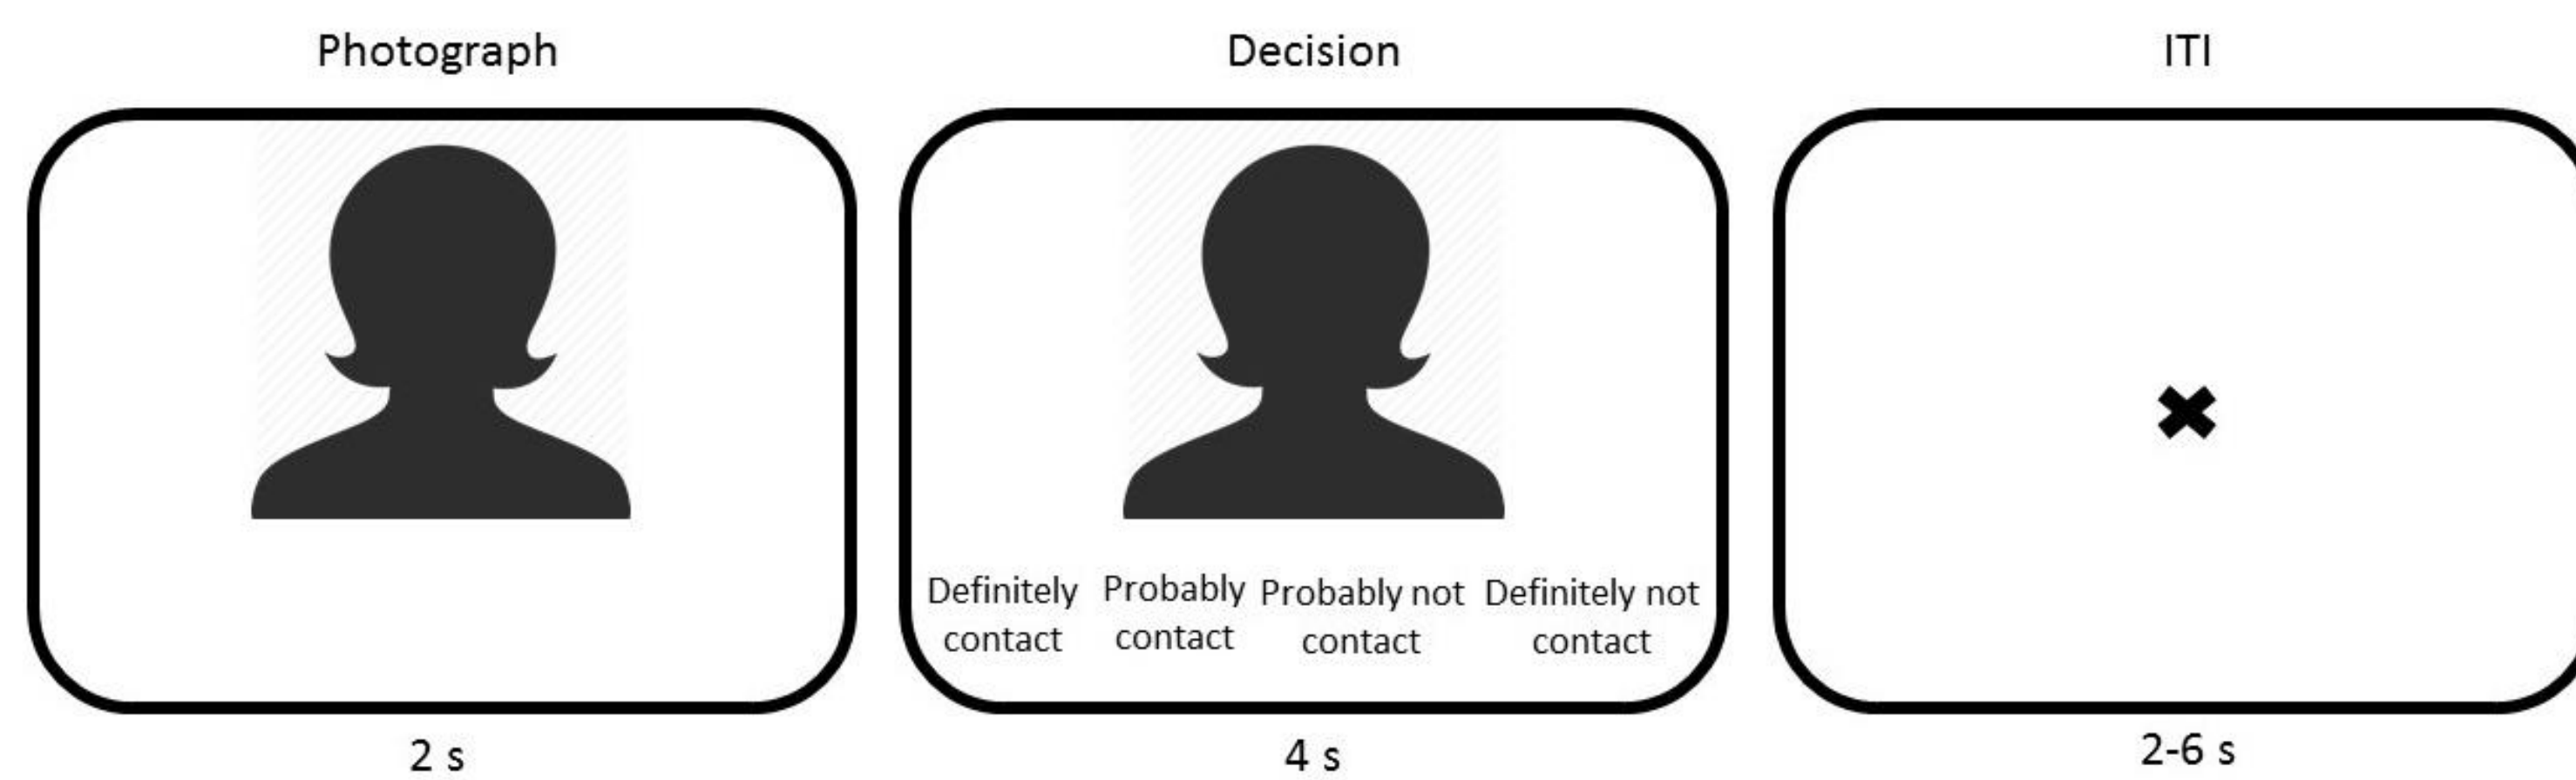 Photograph
Decision
ITI
Definitely
contact
Probably
contact
Probably not
contact
Definitely not
contact
2 s
4 s
2-6 s